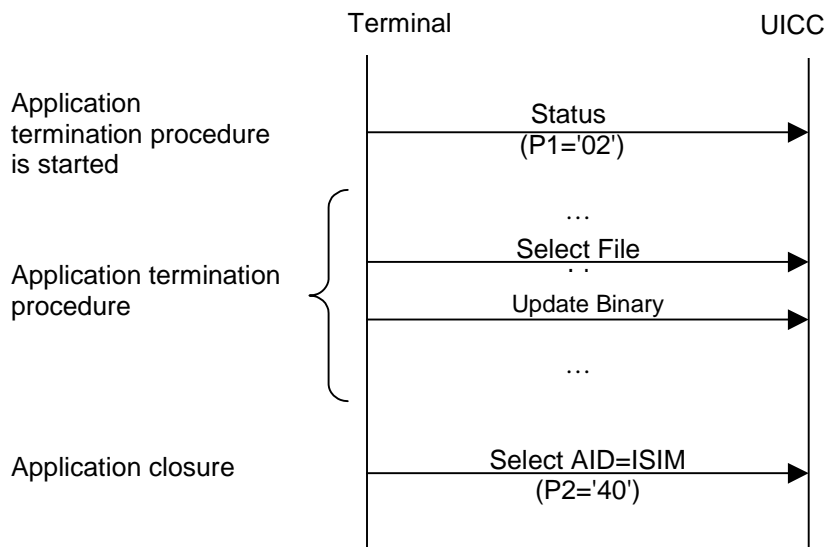 Terminal
UICC
Application
termination procedure
is started
Status
(P1='02')
…
Select File
. .
Application termination
procedure
Update Binary
…
Application closure
Select AID=ISIM
(P2='40')